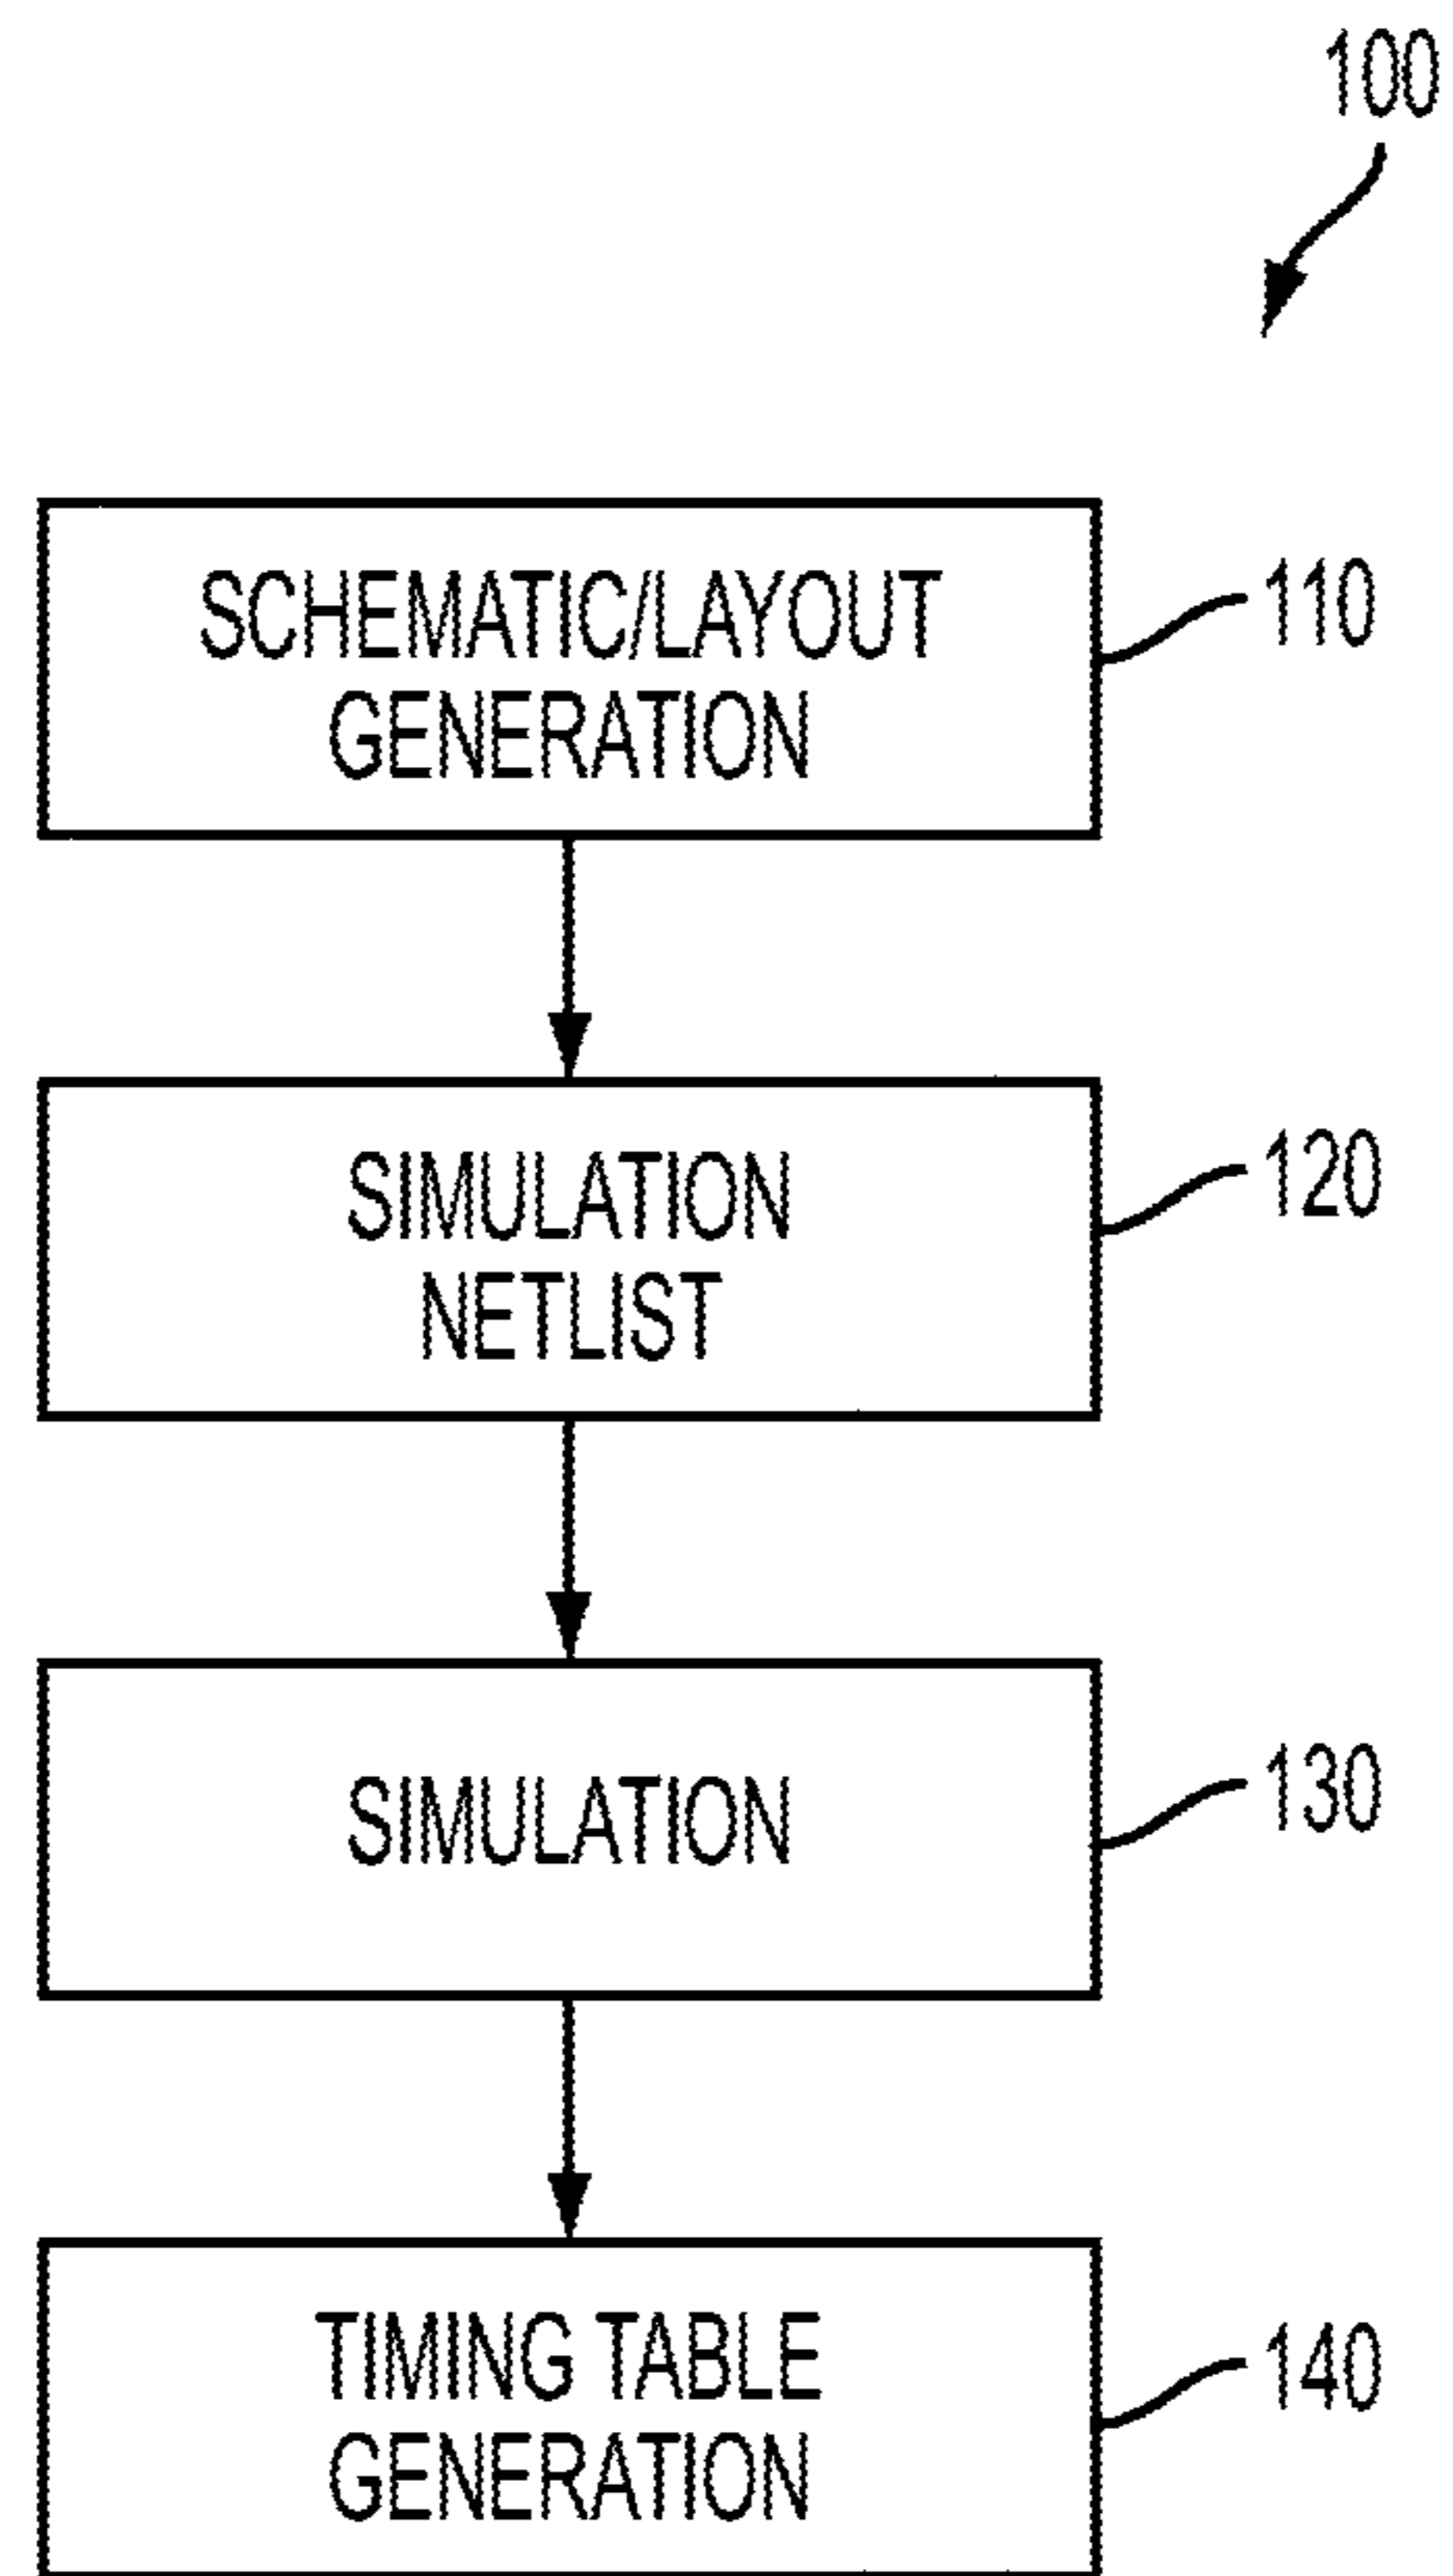 100
SCHEMATIC/LAYOUT
GENERATION
110
SIMULATION
NETLIST
120
SIMULATION
130
TIMING TABLE
GENERATION
140